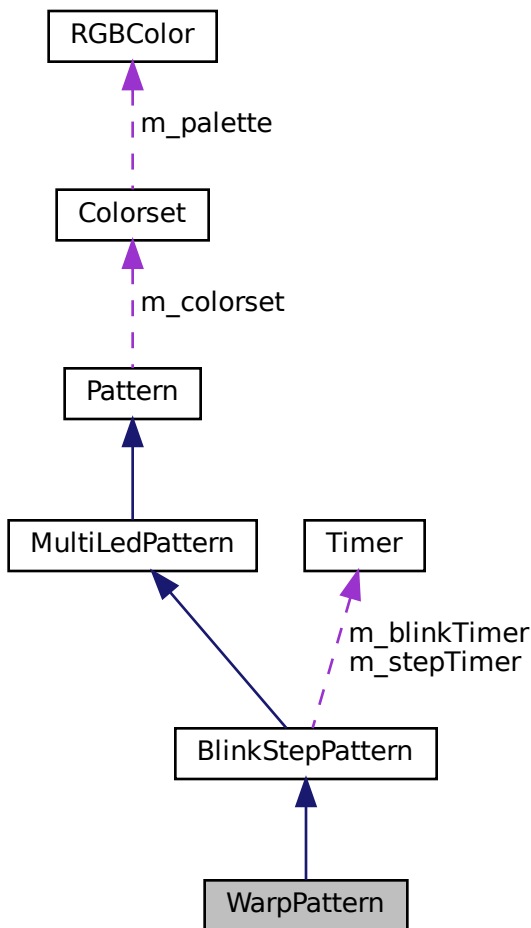 RGBColor
m_palette
Colorset
m_colorset
Pattern
MultiLedPattern
Timer
m_blinkTimer
m_stepTimer
BlinkStepPattern
WarpPattern